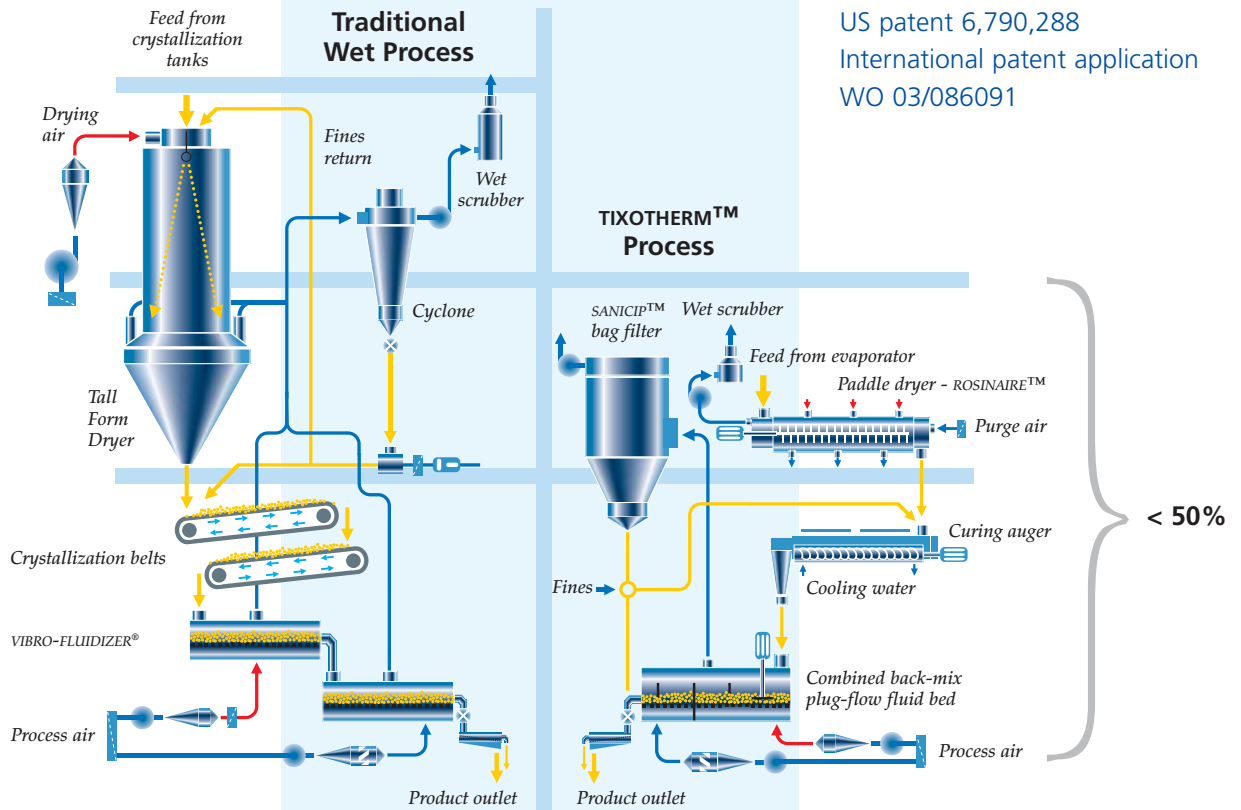 Feed from
crystallization
tanks
Traditional
Wet Process
US patent 6,790,288
International patent application
WO 03/086091
Drying
air
Fines
return
Wet
scrubber
TIXOTHERM™
Process
Cyclone
SANICIP™
bag filter
Wet scrubber
Feed from evaporator
Paddle dryer - ROSINAIRE™
Purge air
Tall
Form
Dryer
< 50%
Crystallization belts
Curing auger
Cooling water
Fines
VIBRO-FLUIDIZER®
Combined back-mix
plug-flow fluid bed
Process air
Process air
Product outlet
Product outlet